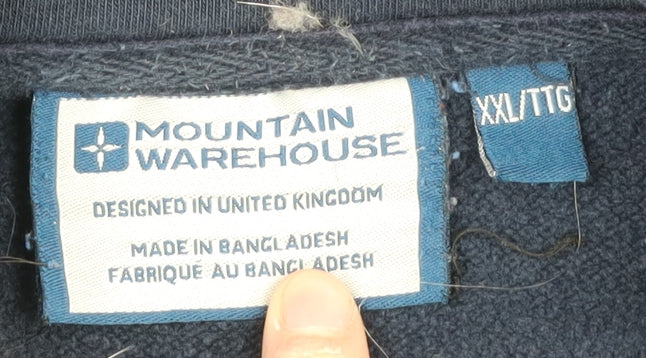 MOUNTAIN
WAREHOUSE
DESIGNED IN UNITED KINGDOM
MADE IN BANGLADESH
FABRIQUÉ AU BANGLADESH
XXL/TTG